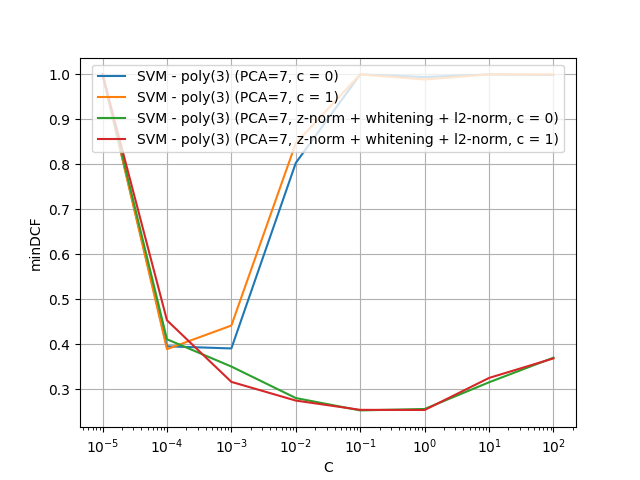 SVM - poly(3) (PCA=7, c = 0)
SVM - poly(3) (PCA=7, c = 1)
SVM - poly(3) (PCA=7, z-norm + whitening + l2-norm, c = 0)
SVM - poly(3) (PCA=7, z-norm + whitening + l2-norm, c = 1)
1.0
0.9
0.8
0.7
0.6
0.5
0.4
0.3
minDCF
10⁻⁵ 10⁻⁴ 10⁻³ 10⁻² 10⁻¹ 10⁰ 10¹ 10²
C